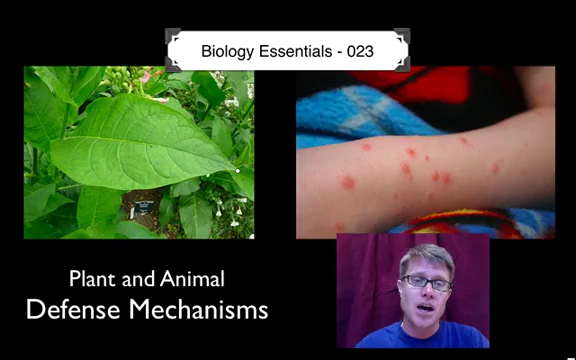 Biology Essentials - 023
Plant and Animal
Defense Mechanisms